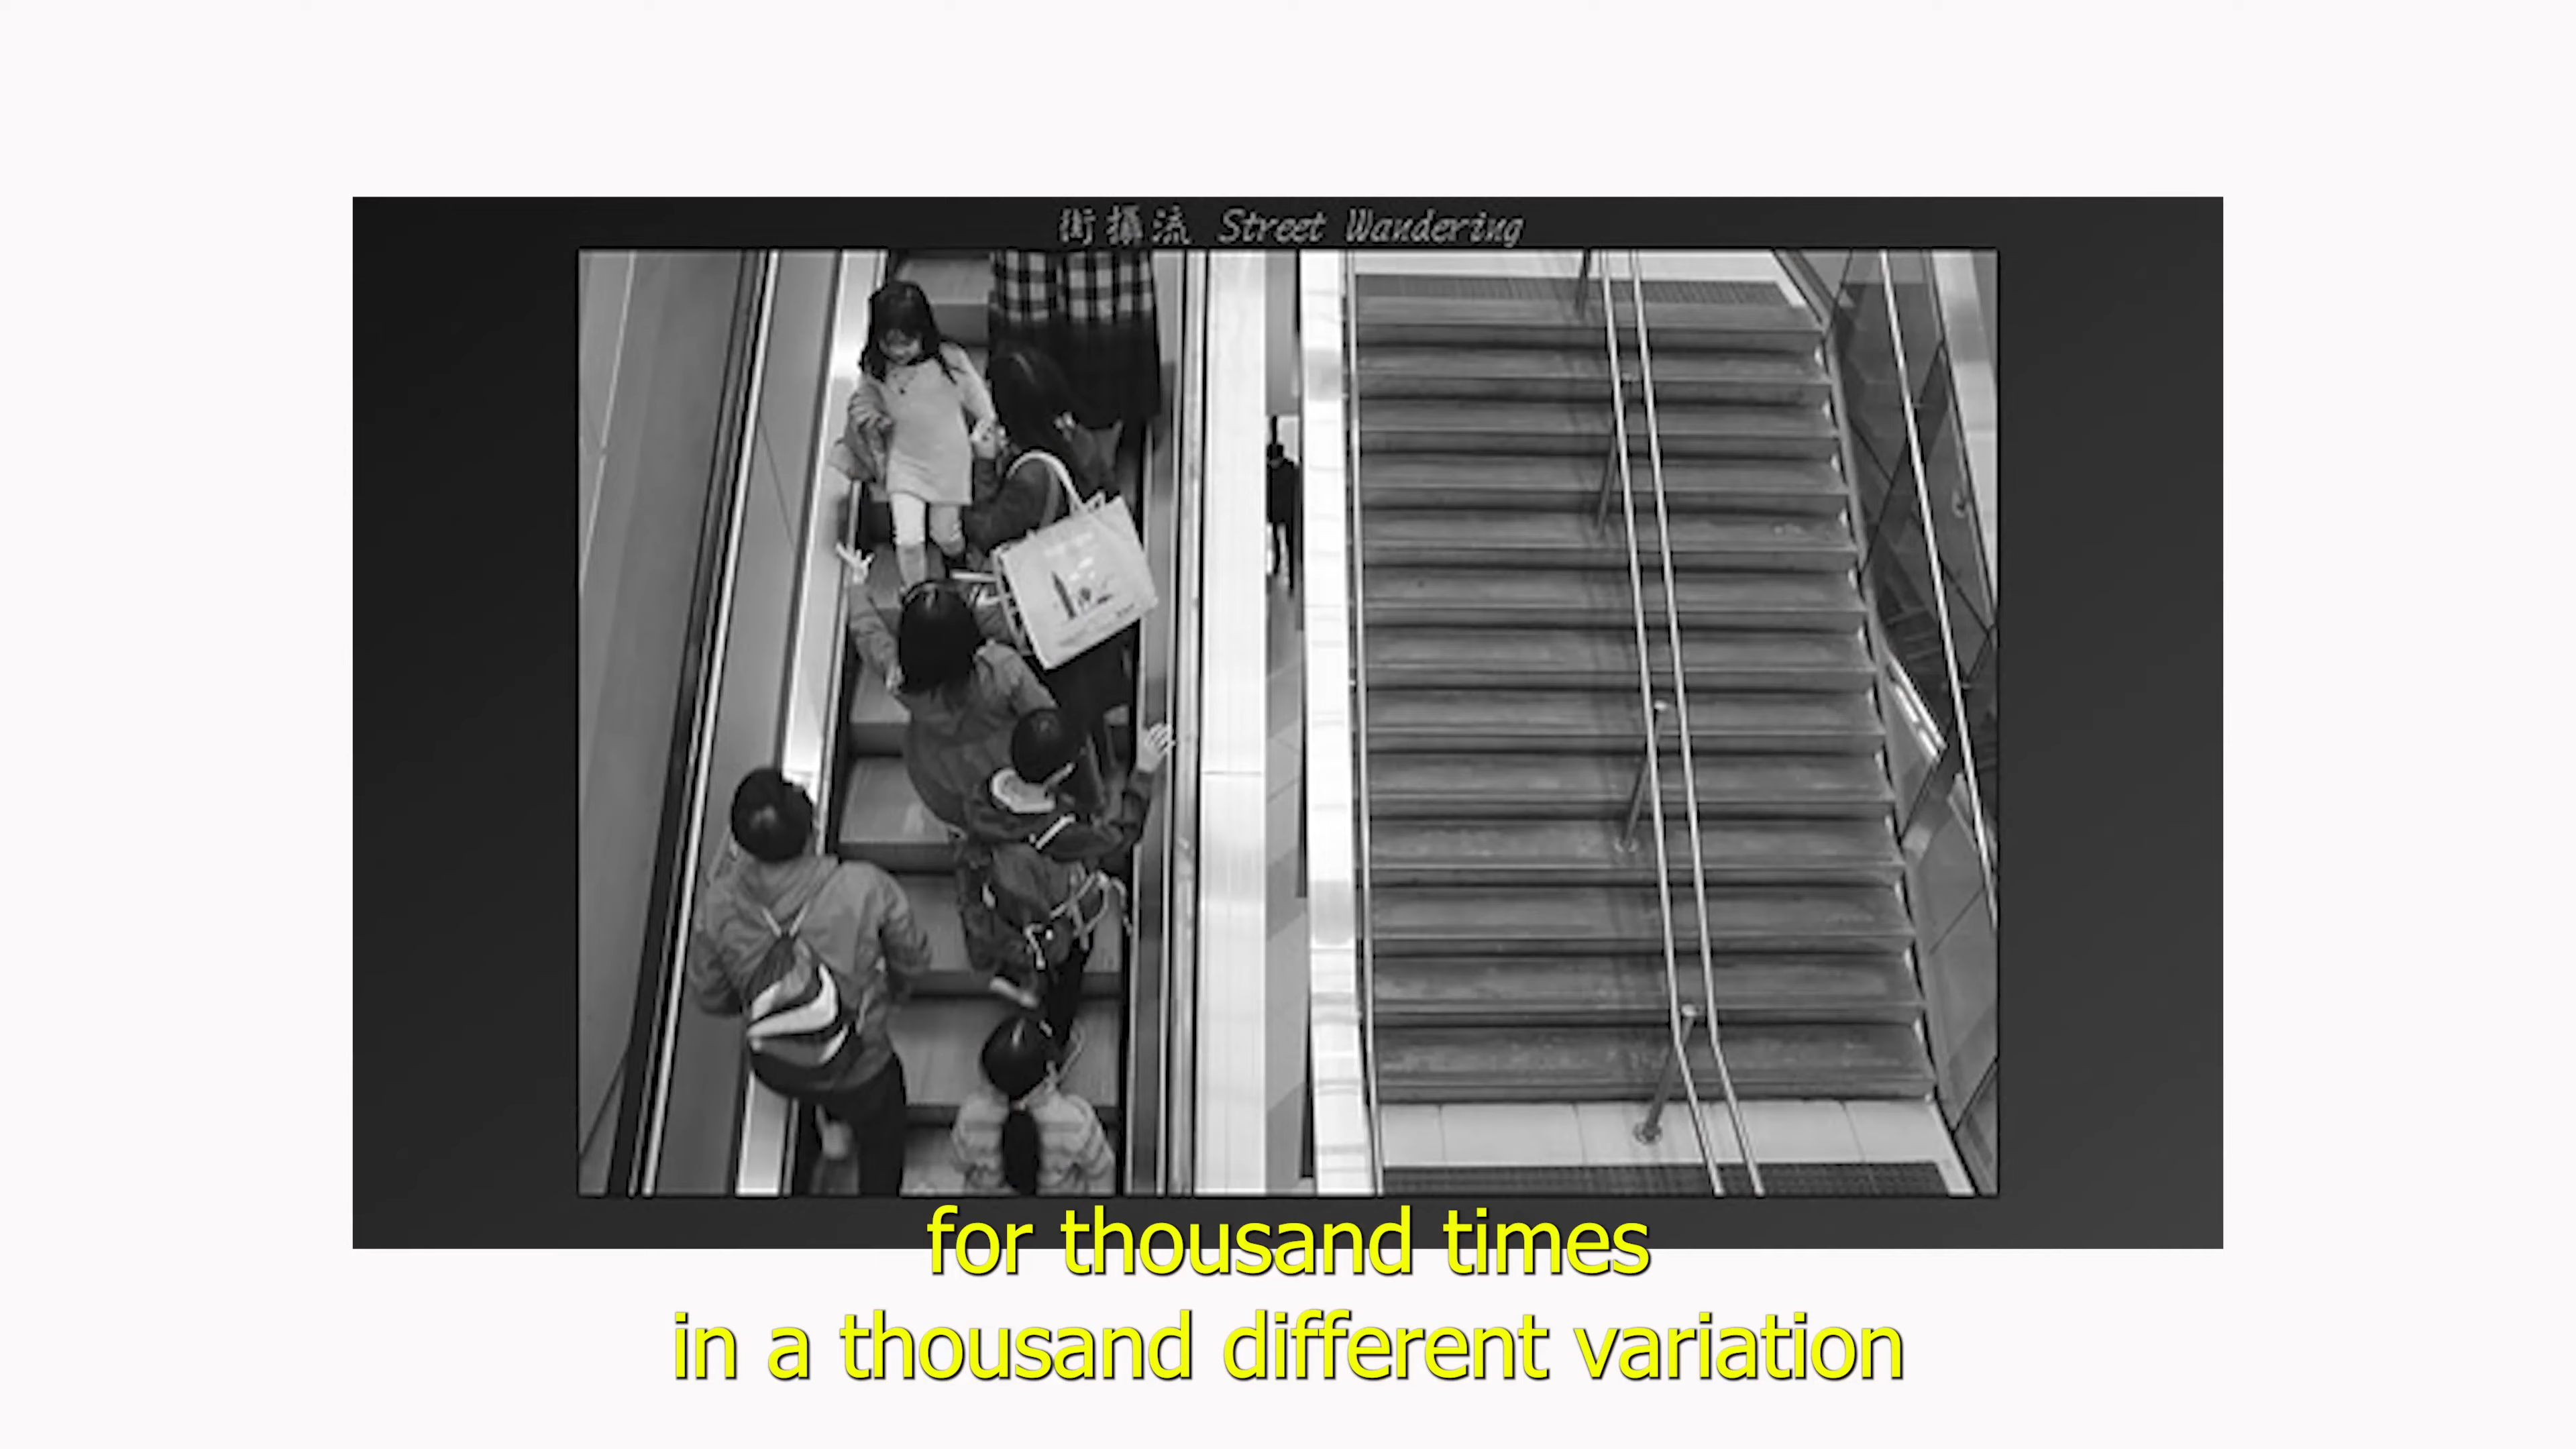 街攝流 Street Wandering
for thousand times
in a thousand different variation